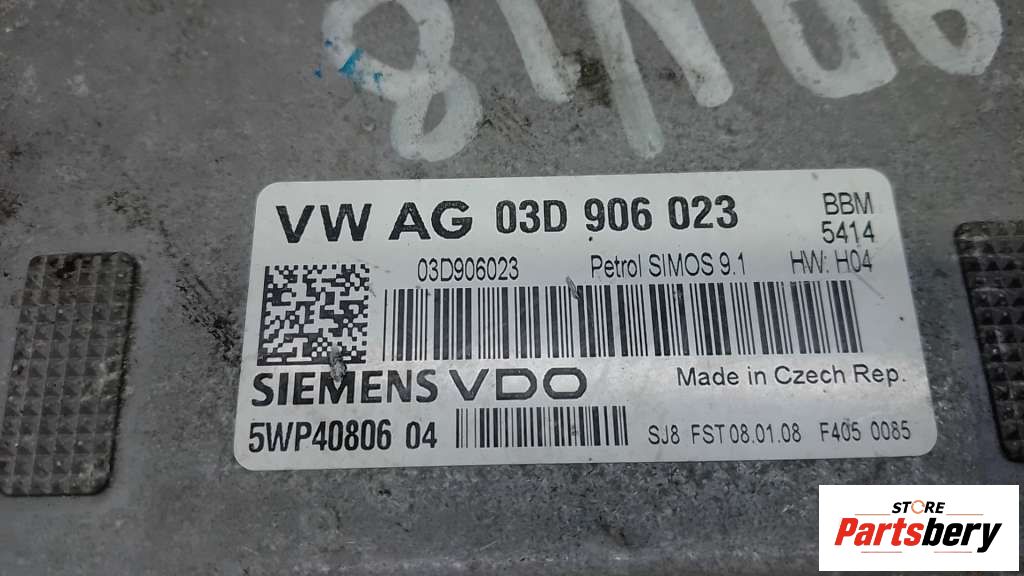 VW AG 03D 906 023
BBM
5414
03D906023 Petrol SIMOS 9.1 HW: H04
SIEMENS VDO
Made in Czech Rep.
5WP40806 04
SJ8 FST 08.01.08 F405 0085
STORE
Partsbery